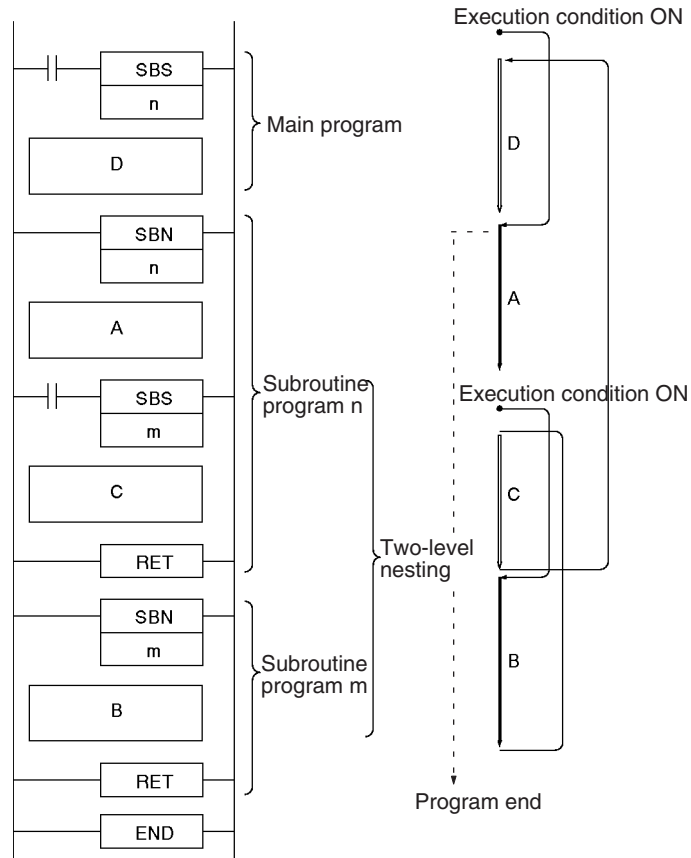 Execution condition ON
SBS
n
Main program
D
D
SBN
n
A
A
SBS
m
Subroutine
program n
Execution condition ON
C
C
RET
Two-level
nesting
SBN
m
Subroutine
program m
B
B
RET
Program end
END